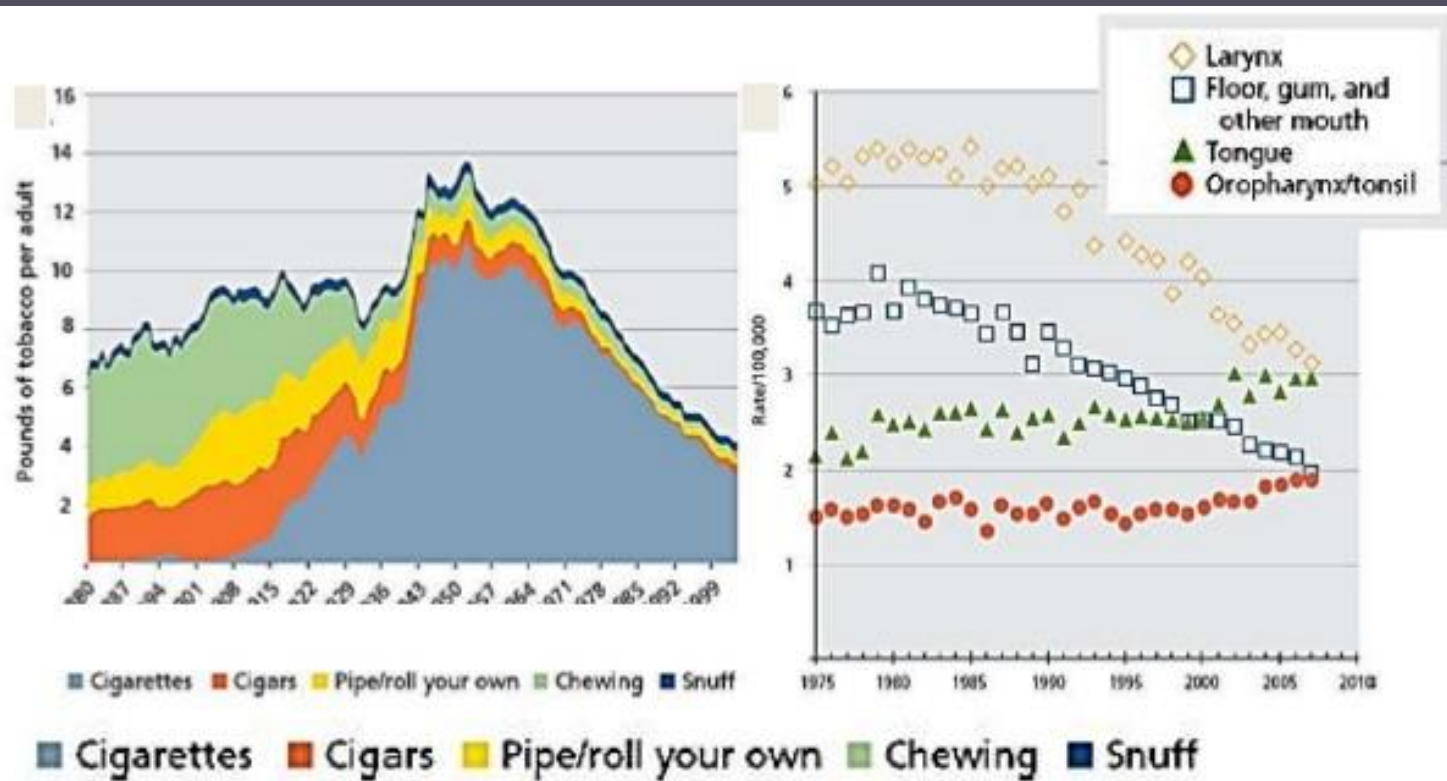 Larynx
Floor, gum, and
other mouth
Tongue
Oropharynx/tonsil
Pounds of tobacco per adult
16
14
12
10
8
6
4
2
Cigarettes Cigars Pipe/roll your own Chewing Snuff
Rate/100,000
6
5
4
3
2
1
1975 1980 1985 1990 1995 2000 2005 2010
Cigarettes Cigars Pipe/roll your own Chewing Snuff